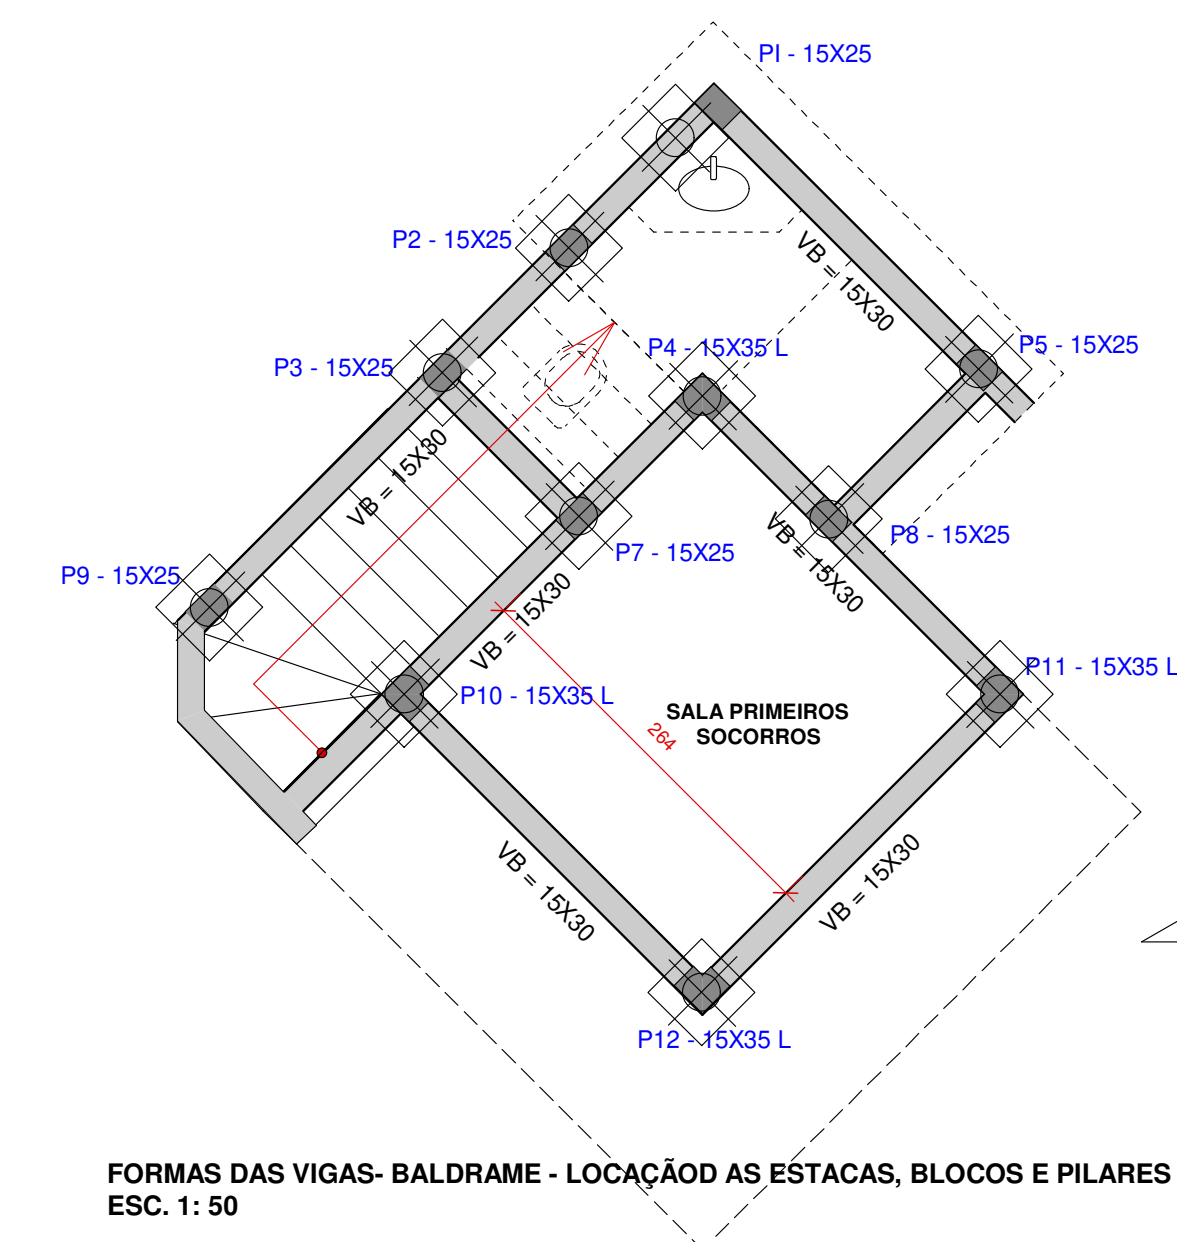 PI - 15X25
P2 - 15X25
VB = 15X30
P4 - 15X35 L
P5 - 15X25
P3 - 15X25
VB = 15X30
P8 - 15X25
VB = 15X30
P7 - 15X25
P9 - 15X25
VB = 15X30
P11 - 15X35 L
P10 - 15X35 L
SALA PRIMEIROS
SOCORROS
264
VB = 15X30
VB = 15X30
P12 - 15X35 L
FORMAS DAS VIGAS- BALDRAME - LOCAÇÃOD AS ESTACAS, BLOCOS E PILARES
ESC. 1: 50